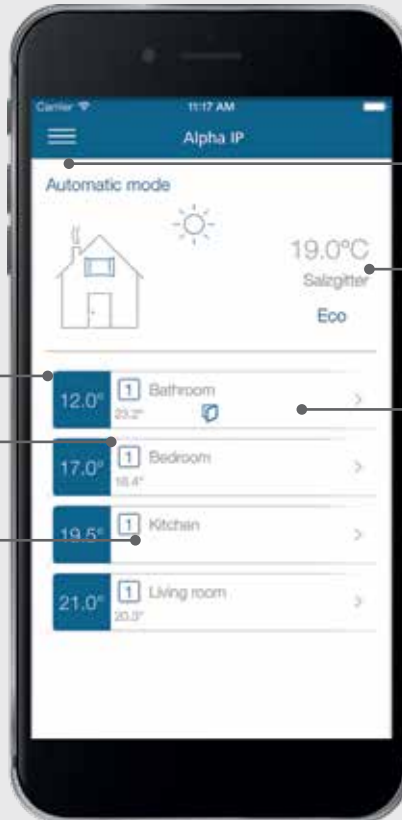 Carrier 11:17 AM
Alpha IP
Automatic mode
19.0°C
Salzgitter
Eco
12.0° 1 Bathroom
23.2°
17.0° 1 Bedroom
18.4°
19.5° 1 Kitchen
21.0° 1 Living room
20.3°